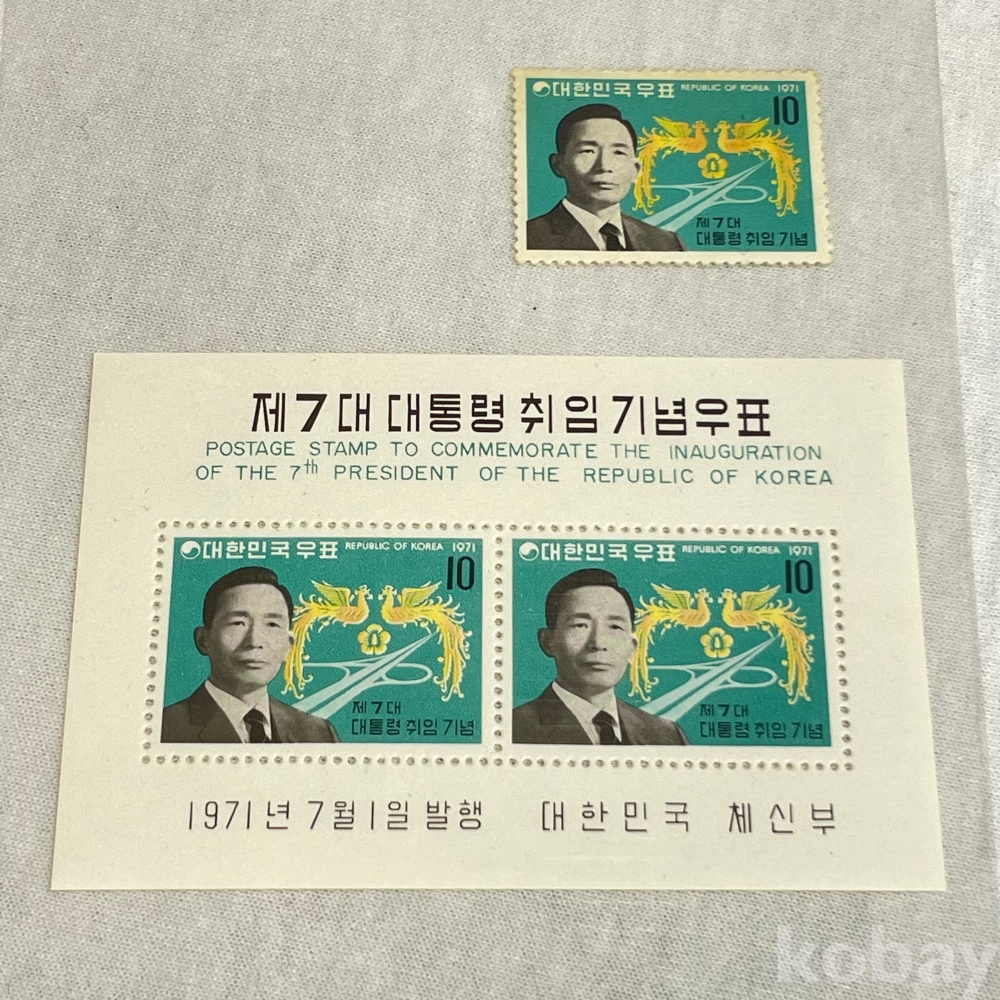 대한민국우표 REPUBLIC OF KOREA 1971
10
제7대
대통령 취임 기념
제7대 대통령 취임 기념우표
POSTAGE STAMP TO COMMEMORATE THE INAUGURATION
OF THE 7th PRESIDENT OF THE REPUBLIC OF KOREA
대한민국우표 REPUBLIC OF KOREA 1971
10
제7대
대통령 취임 기념
대한민국우표 REPUBLIC OF KOREA 1971
10
제7대
대통령 취임 기념
1971년 7월 1일 발행 대한민국 체신부
kobay